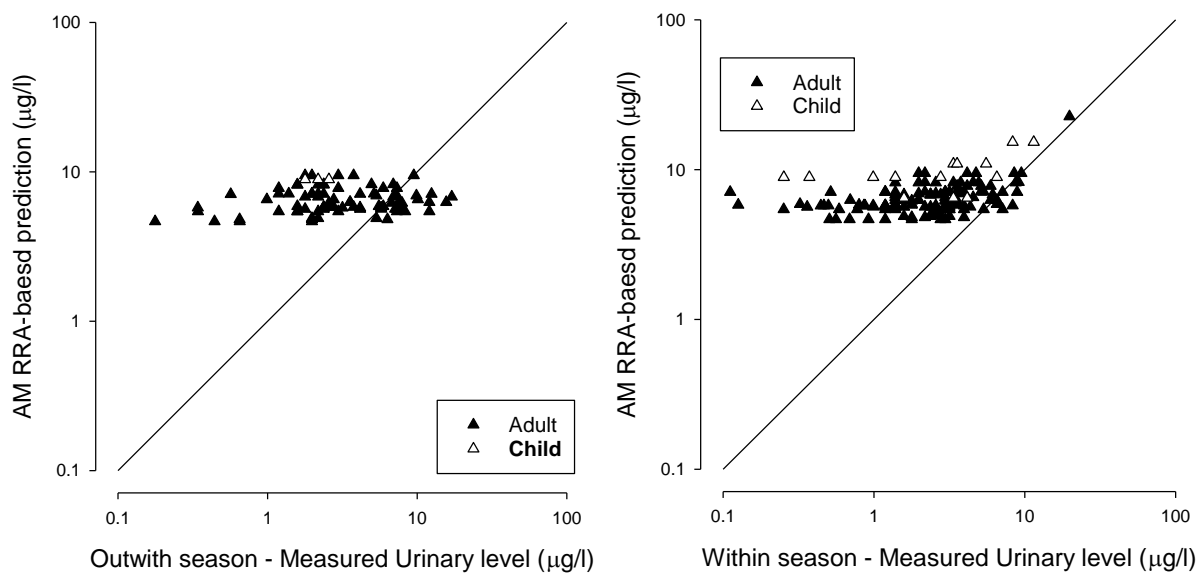 100
10
1
0.1
AM RRA-baesd prediction (μg/l)
Adult
Child
0.1 1 10 100
Outwith season - Measured Urinary level (μg/l)
100
10
1
0.1
AM RRA-baesd prediction (μg/l)
Adult
Child
0.1 1 10 100
Within season - Measured Urinary level (μg/l)